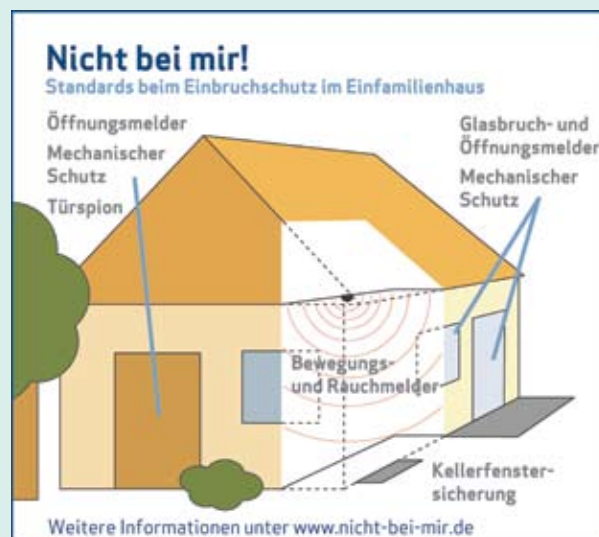 Nicht bei mir!
Standards beim Einbruchschutz im Einfamilienhaus
Öffnungsmelder
Mechanischer
Schutz
Türspion
Glasbruch- und
Öffnungsmelder
Mechanischer
Schutz
Bewegungs-
und Rauchmelder
Kellerfenster-
sicherung
Weitere Informationen unter www.nicht-bei-mir.de